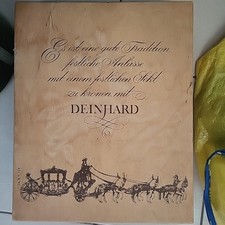 Es ist eine gute Tradition
festliche Anlässe
mit einem festlichen Sekt
zu krönen mit
DEINHARD